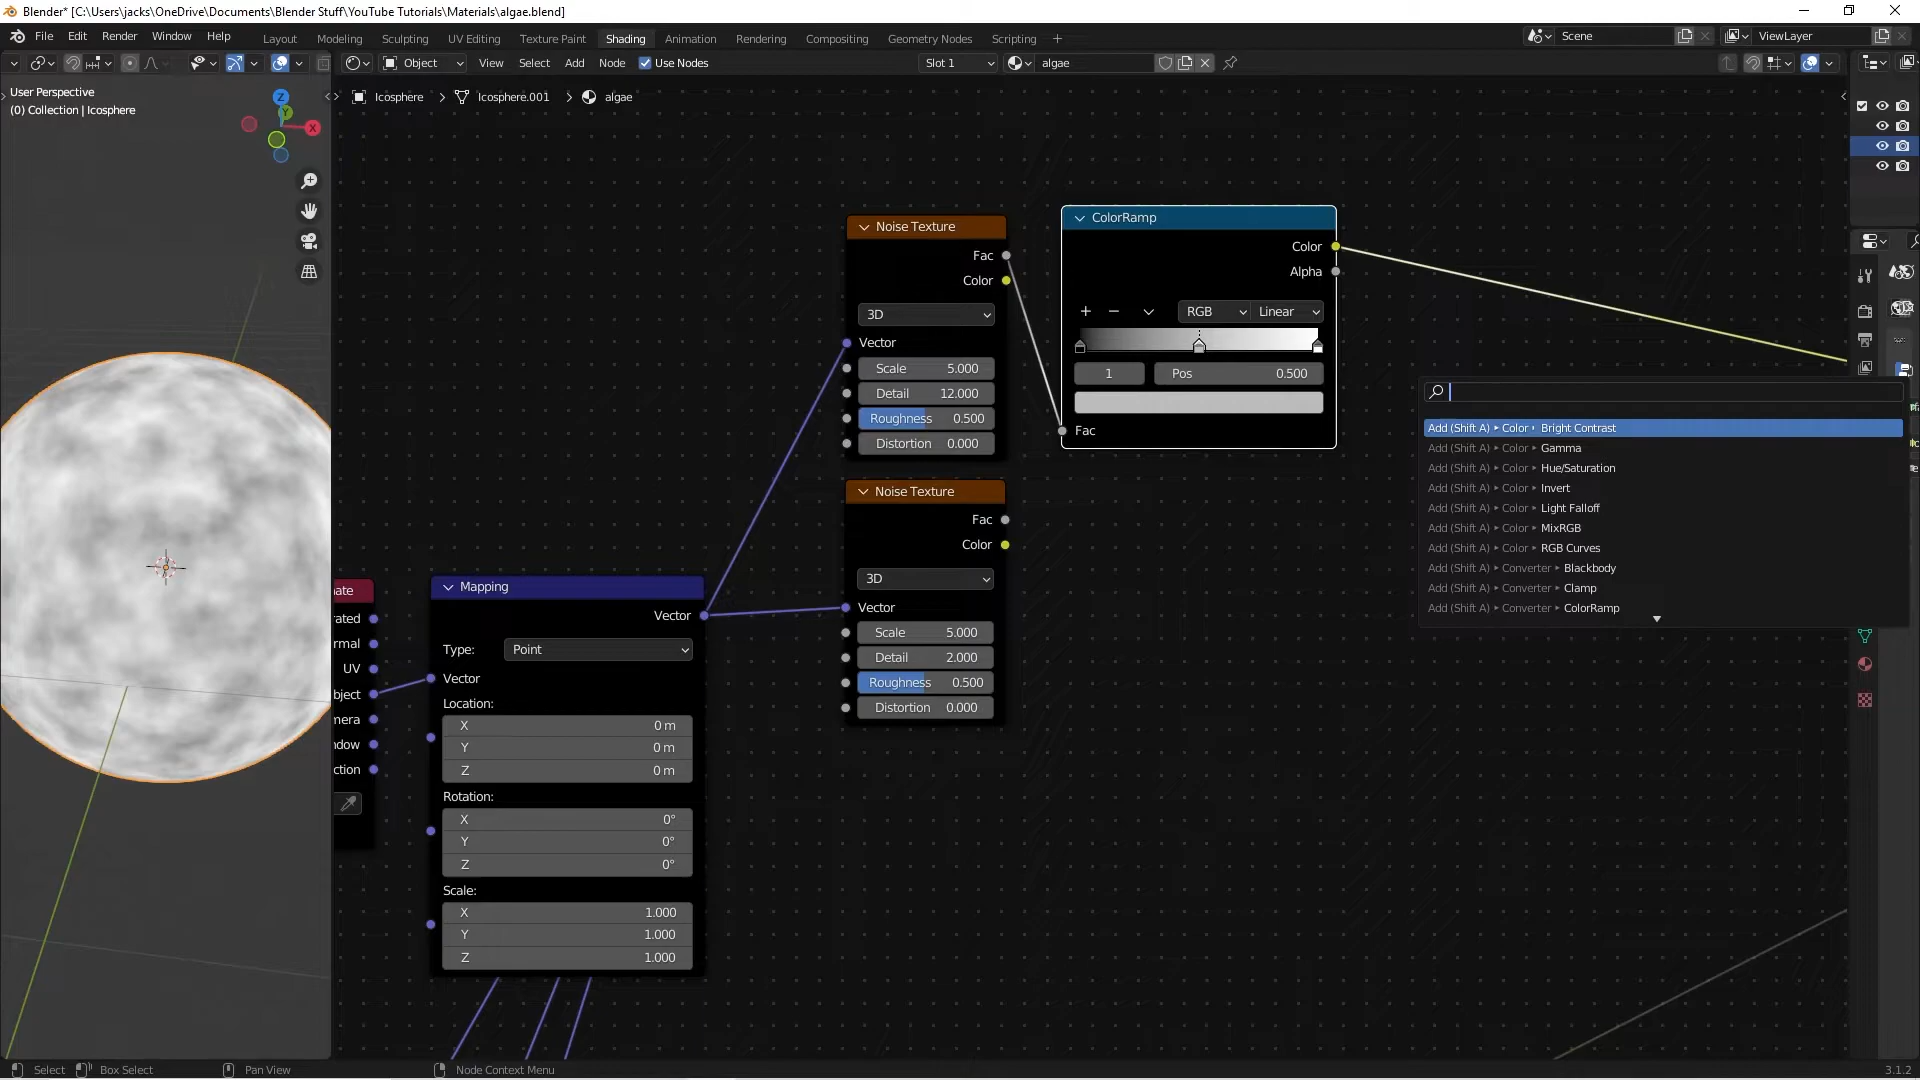 Blender* [C:\Users\jacks\OneDrive\Documents\Blender Stuff\YouTube Tutorials\Materials\algae.blend]
File Edit Render Window Help Layout Modeling Sculpting UV Editing Texture Paint Shading Animation Rendering Compositing Geometry Nodes Scripting + Scene ViewLayer
Object View Select Add Node Use Nodes Slot 1 algae
User Perspective
(0) Collection | Icosphere
Icosphere > Icosphere.001 > algae
Z
Y
X
Noise Texture
Fac
Color
3D
Vector
Scale 5.000
Detail 12.000
Roughness 0.500
Distortion 0.000
ColorRamp
Color
Alpha
RGB Linear
1 Pos 0.500
Fac
Noise Texture
Fac
Color
3D
Vector
Scale 5.000
Detail 2.000
Roughness 0.500
Distortion 0.000
Add (Shift A) ▸ Color ▸ Bright Contrast
Add (Shift A) ▸ Color ▸ Gamma
Add (Shift A) ▸ Color ▸ Hue/Saturation
Add (Shift A) ▸ Color ▸ Invert
Add (Shift A) ▸ Color ▸ Light Falloff
Add (Shift A) ▸ Color ▸ MixRGB
Add (Shift A) ▸ Color ▸ RGB Curves
Add (Shift A) ▸ Converter ▸ Blackbody
Add (Shift A) ▸ Converter ▸ Clamp
Add (Shift A) ▸ Converter ▸ ColorRamp
ate
rated
rmal
UV
bject
mera
ndow
ction
Mapping
Vector
Type: Point
Vector
Location:
X 0 m
Y 0 m
Z 0 m
Rotation:
X 0°
Y 0°
Z 0°
Scale:
X 1.000
Y 1.000
Z 1.000
Select Box Select Pan View Node Context Menu 3.1.2